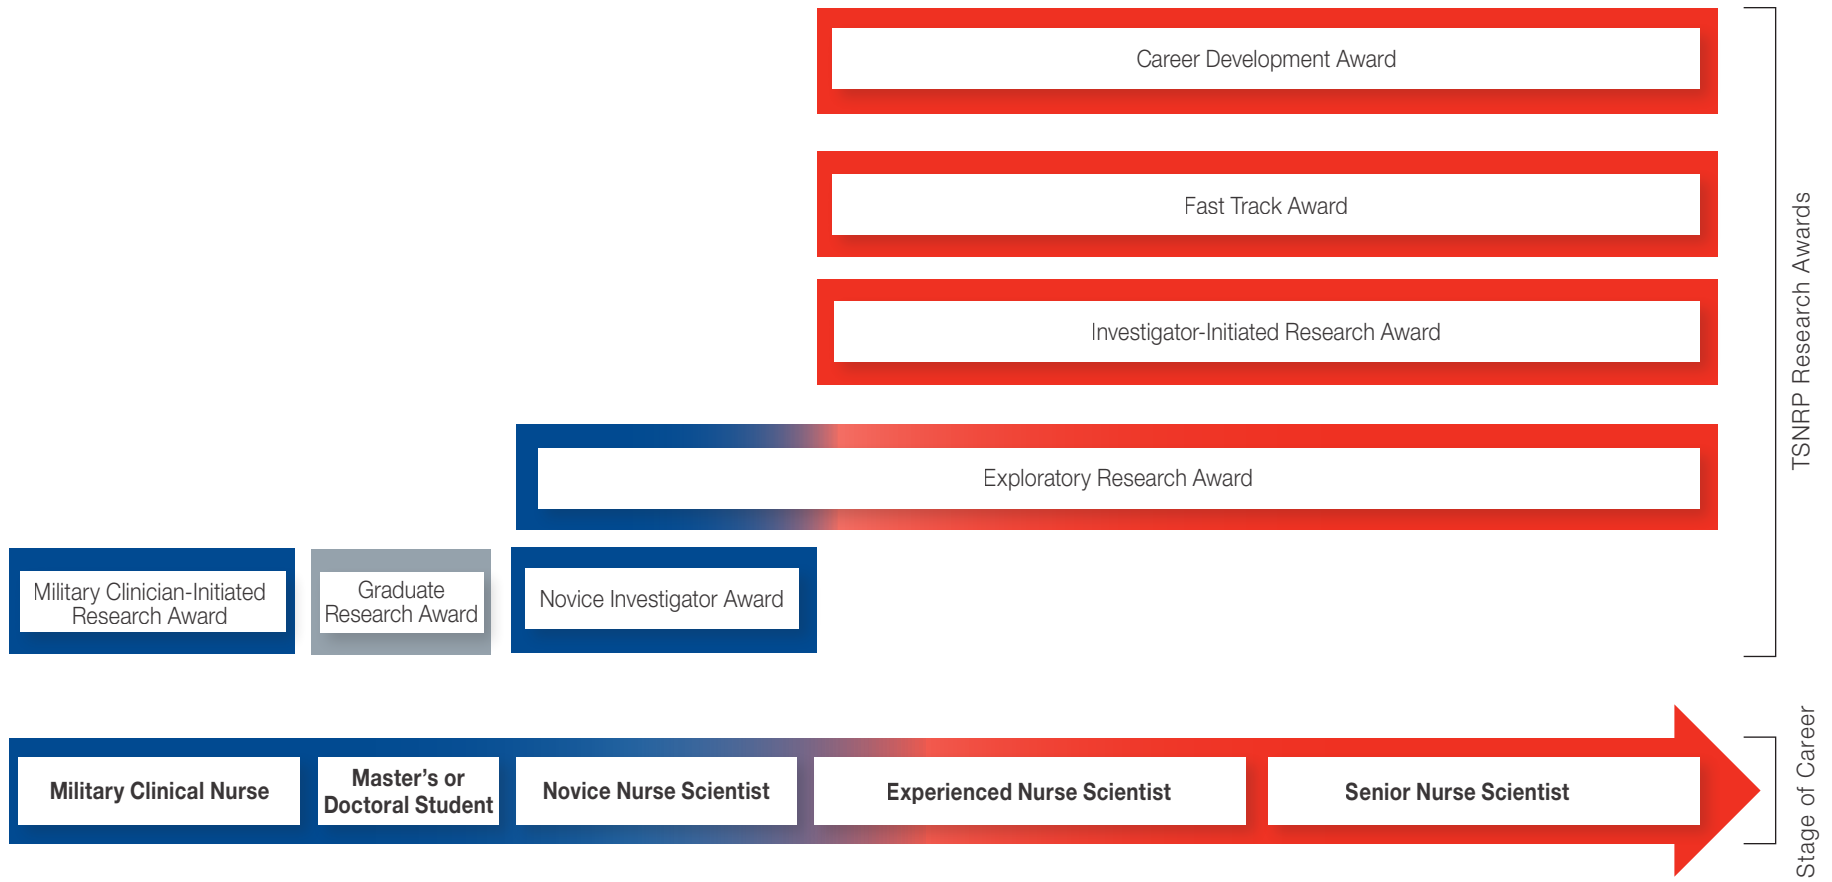 Career Development Award
Fast Track Award
Investigator-Initiated Research Award
Exploratory Research Award
Military Clinician-Initiated
Research Award
Graduate
Research Award
Novice Investigator Award
TSNRP Research Awards
Military Clinical Nurse
Master’s or
Doctoral Student
Novice Nurse Scientist
Experienced Nurse Scientist
Senior Nurse Scientist
Stage of Career